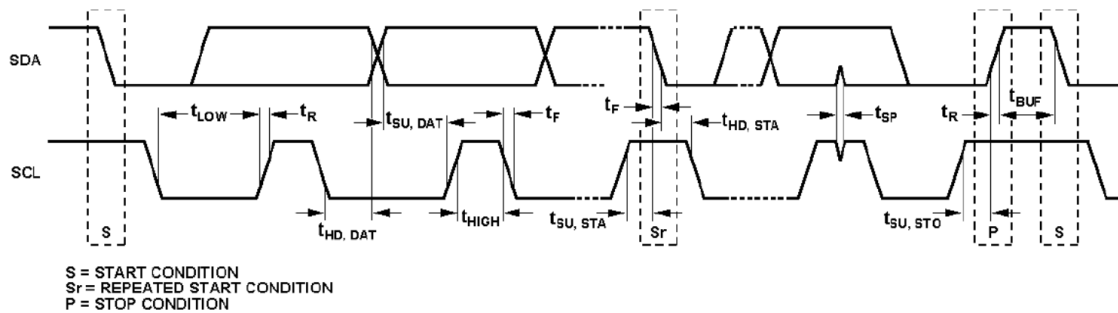 SDA
tLOW
tR
tSU, DAT
tF
tF
tHD, STA
tSP
tR
tBUF
SCL
S
tHD, DAT
tHIGH
tSU, STA
Sr
tSU, STO
P
S
S = START CONDITION
Sr = REPEATED START CONDITION
P = STOP CONDITION